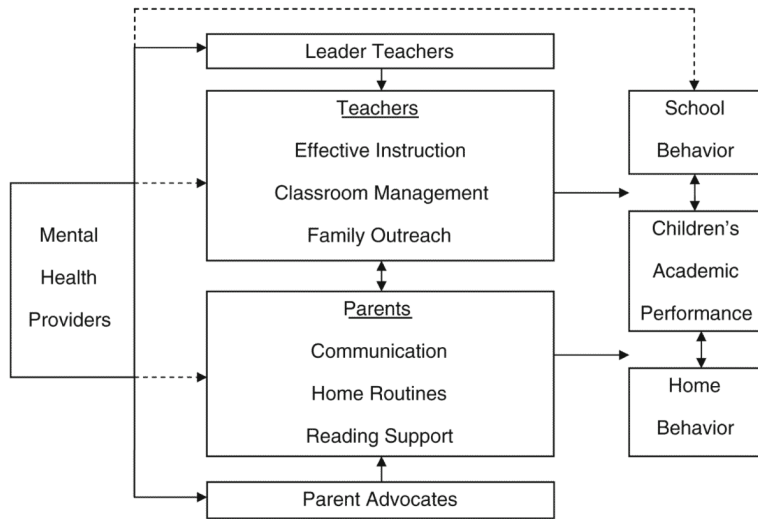 Leader Teachers
Teachers
Effective Instruction
Classroom Management
Family Outreach
Mental
Health
Providers
Parents
Communication
Home Routines
Reading Support
Parent Advocates
School
Behavior
Children's
Academic
Performance
Home
Behavior